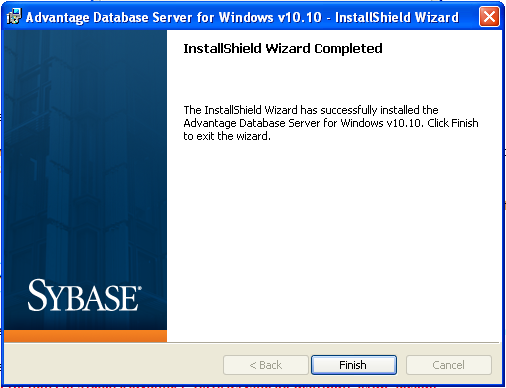 Advantage Database Server for Windows v10.10 - InstallShield Wizard
InstallShield Wizard Completed
The InstallShield Wizard has successfully installed the
Advantage Database Server for Windows v10.10. Click Finish
to exit the wizard.
SYBASE®
< Back
Finish
Cancel